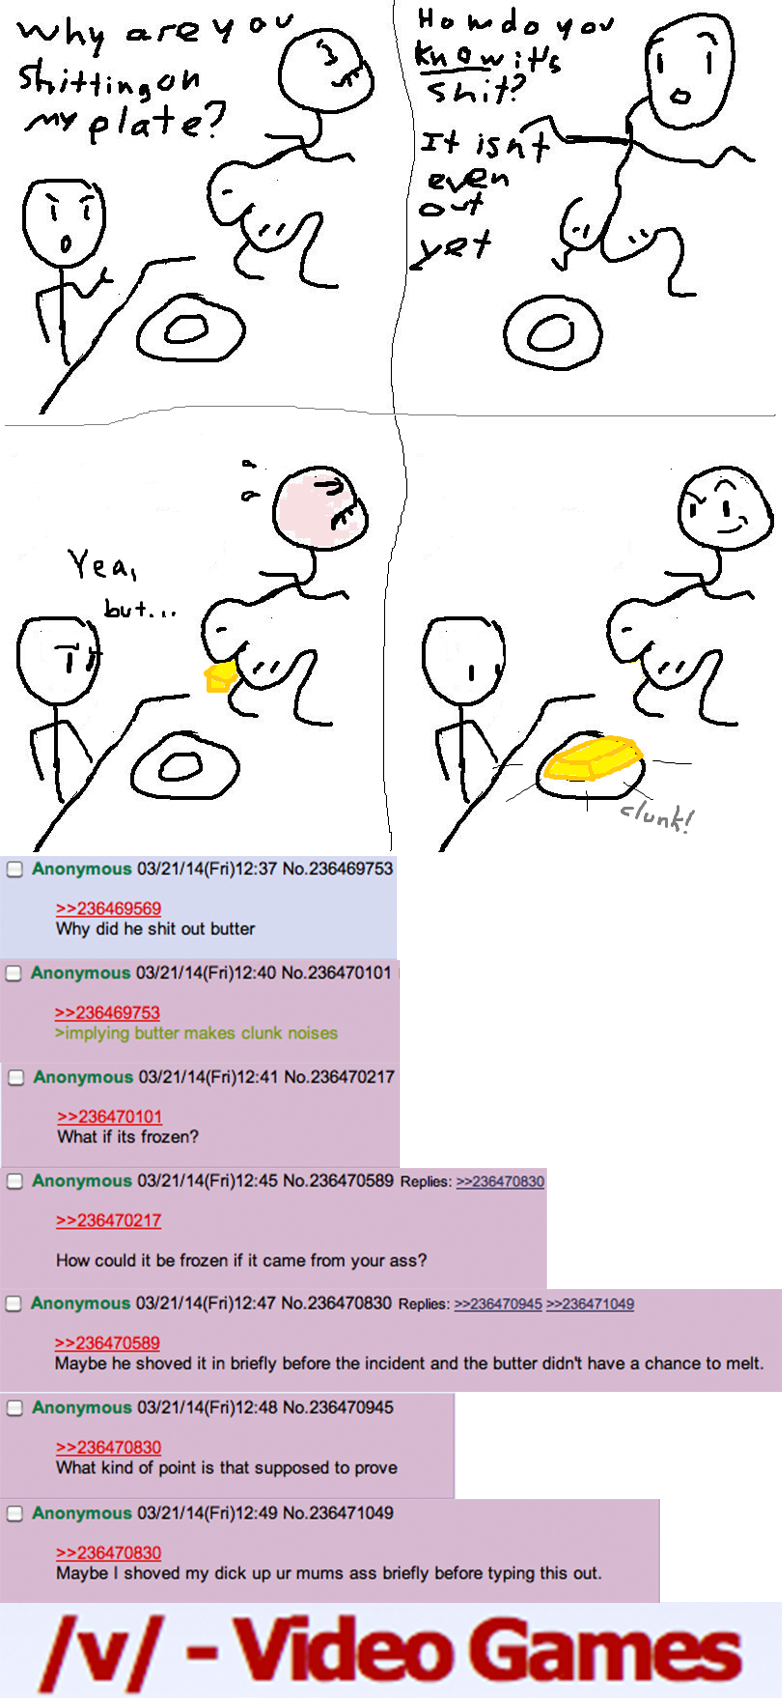 Why are you
shitting on
my plate?
How do you
know it's
shit?
It isnt
even
out
yet
Yea,
but...
clunk!
Anonymous 03/21/14(Fri)12:37 No.236469753
>>236469569
Why did he shit out butter
Anonymous 03/21/14(Fri)12:40 No.236470101
>>236469753
>implying butter makes clunk noises
Anonymous 03/21/14(Fri)12:41 No.236470217
>>236470101
What if its frozen?
Anonymous 03/21/14(Fri)12:45 No.236470589 Replies: >>236470830
>>236470217
How could it be frozen if it came from your ass?
Anonymous 03/21/14(Fri)12:47 No.236470830 Replies: >>236470945 >>236471049
>>236470589
Maybe he shoved it in briefly before the incident and the butter didn't have a chance to melt.
Anonymous 03/21/14(Fri)12:48 No.236470945
>>236470830
What kind of point is that supposed to prove
Anonymous 03/21/14(Fri)12:49 No.236471049
>>236470830
Maybe I shoved my dick up ur mums ass briefly before typing this out.
/v/ - Video Games